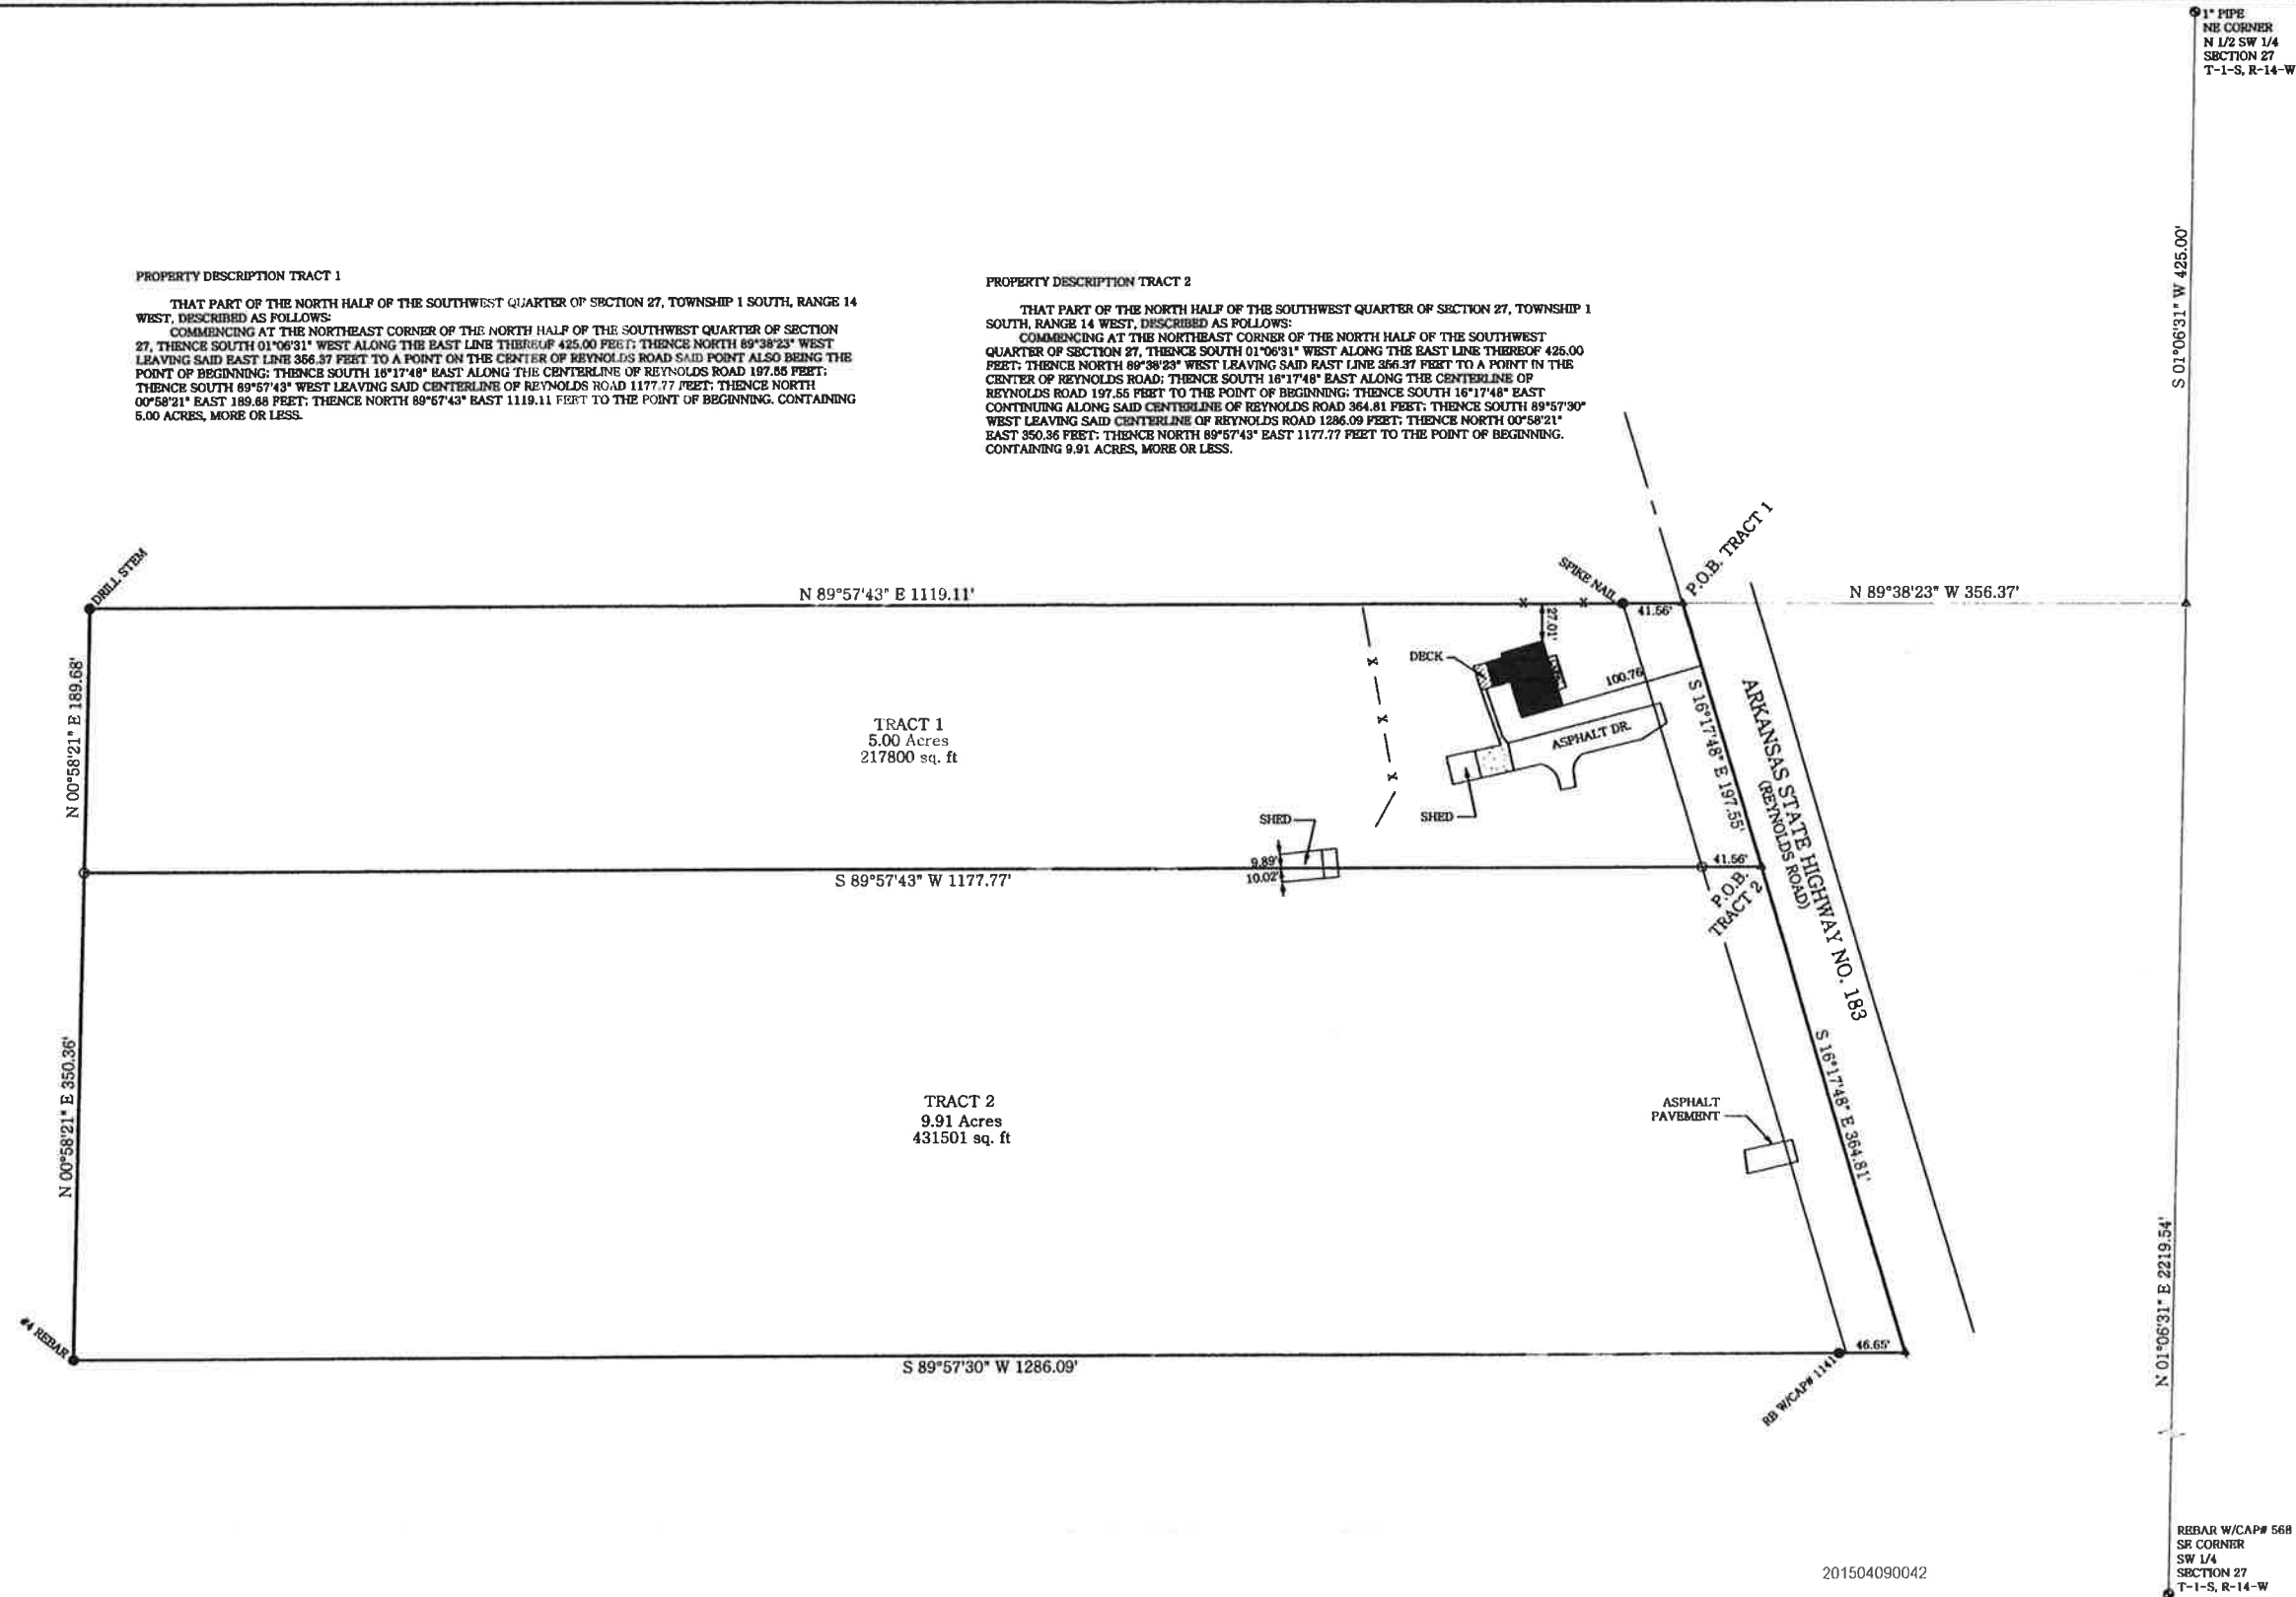 1" PIPE
NE CORNER
N 1/2 SW 1/4
SECTION 27
T-1-S, R-14-W
S 01°06'31" W 425.00'
PROPERTY DESCRIPTION TRACT 1
THAT PART OF THE NORTH HALF OF THE SOUTHWEST QUARTER OF SECTION 27, TOWNSHIP 1 SOUTH, RANGE 14
WEST, DESCRIBED AS FOLLOWS:
COMMENCING AT THE NORTHEAST CORNER OF THE NORTH HALF OF THE SOUTHWEST QUARTER OF SECTION
27, THENCE SOUTH 01°06'31" WEST ALONG THE EAST LINE THEREOF 425.00 FEET; THENCE NORTH 89°38'23" WEST
LEAVING SAID EAST LINE 356.37 FEET TO A POINT ON THE CENTER OF REYNOLDS ROAD SAID POINT ALSO BEING THE
POINT OF BEGINNING; THENCE SOUTH 16°17'48" EAST ALONG THE CENTERLINE OF REYNOLDS ROAD 197.55 FEET;
THENCE SOUTH 89°57'43" WEST LEAVING SAID CENTERLINE OF REYNOLDS ROAD 1177.77 FEET; THENCE NORTH
00°58'21" EAST 189.68 FEET; THENCE NORTH 89°57'43" EAST 1119.11 FEET TO THE POINT OF BEGINNING. CONTAINING
5.00 ACRES, MORE OR LESS.
PROPERTY DESCRIPTION TRACT 2
THAT PART OF THE NORTH HALF OF THE SOUTHWEST QUARTER OF SECTION 27, TOWNSHIP 1
SOUTH, RANGE 14 WEST, DESCRIBED AS FOLLOWS:
COMMENCING AT THE NORTHEAST CORNER OF THE NORTH HALF OF THE SOUTHWEST
QUARTER OF SECTION 27, THENCE SOUTH 01°06'31" WEST ALONG THE EAST LINE THEREOF 425.00
FEET; THENCE NORTH 89°38'23" WEST LEAVING SAID EAST LINE 356.37 FEET TO A POINT IN THE
CENTER OF REYNOLDS ROAD; THENCE SOUTH 16°17'48" EAST ALONG THE CENTERLINE OF
REYNOLDS ROAD 197.55 FEET TO THE POINT OF BEGINNING; THENCE SOUTH 16°17'48" EAST
CONTINUING ALONG SAID CENTERLINE OF REYNOLDS ROAD 364.81 FEET; THENCE SOUTH 89°57'30"
WEST LEAVING SAID CENTERLINE OF REYNOLDS ROAD 1286.09 FEET; THENCE NORTH 00°58'21"
EAST 350.36 FEET; THENCE NORTH 89°57'43" EAST 1177.77 FEET TO THE POINT OF BEGINNING.
CONTAINING 9.91 ACRES, MORE OR LESS.
DRILL STEM
N 89°57'43" E 1119.11'
SPIKE NAIL
41.56'
P.O.B. TRACT 1
N 89°38'23" W 356.37'
27.01'
DECK
100.76
N 00°58'21" E 189.68'
TRACT 1
5.00 Acres
217800 sq. ft
ASPHALT DR.
S 16°17'48" E 197.55'
ARKANSAS STATE HIGHWAY NO. 183
(REYNOLDS ROAD)
SHED
SHED
9.89'
10.02'
S 89°57'43" W 1177.77'
41.56'
P.O.B.
TRACT 2
N 00°58'21" E 350.36'
TRACT 2
9.91 Acres
431501 sq. ft
ASPHALT
PAVEMENT
S 16°17'48" E 364.81'
N 01°06'31" E 2219.54'
#4 REBAR
S 89°57'30" W 1286.09'
46.65'
RB W/CAP# 1141
REBAR W/CAP# 568
SE CORNER
SW 1/4
SECTION 27
T-1-S, R-14-W
201504090042